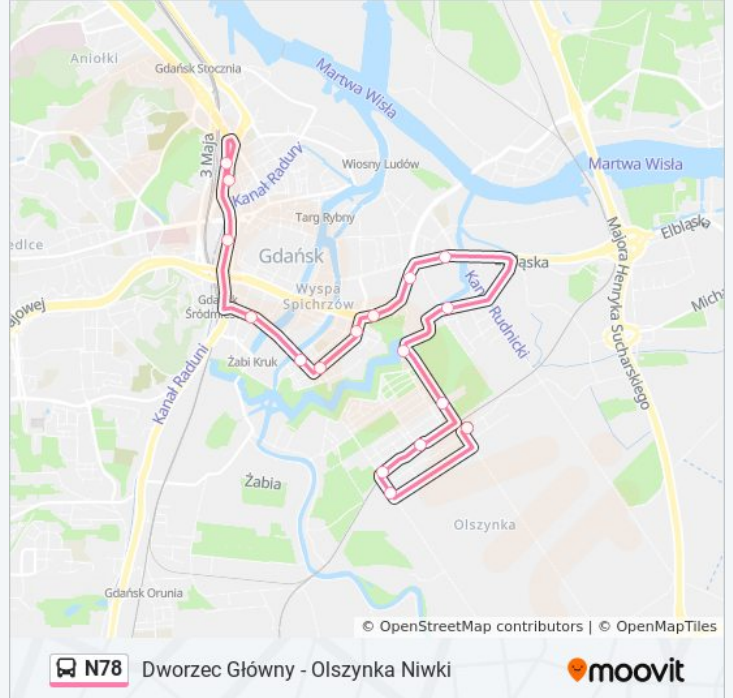 Aniołki
Gdańsk Stocznia
Martwa Wisła
3 Maja
Kanał Raduni
Wiosny Ludów
Martwa Wisła
Targ Rybny
Elbląska
Gdańsk
Majora Henryka Sucharskiego
Wyspa
Spichrzów
Kanał Rudnicki
Żabi Kruk
Kanał Raduni
Żabia
Olszynka
Gdańsk Orunia
© OpenStreetMap contributors | © OpenMapTiles
N78 Dworzec Główny - Olszynka Niwki
moovit